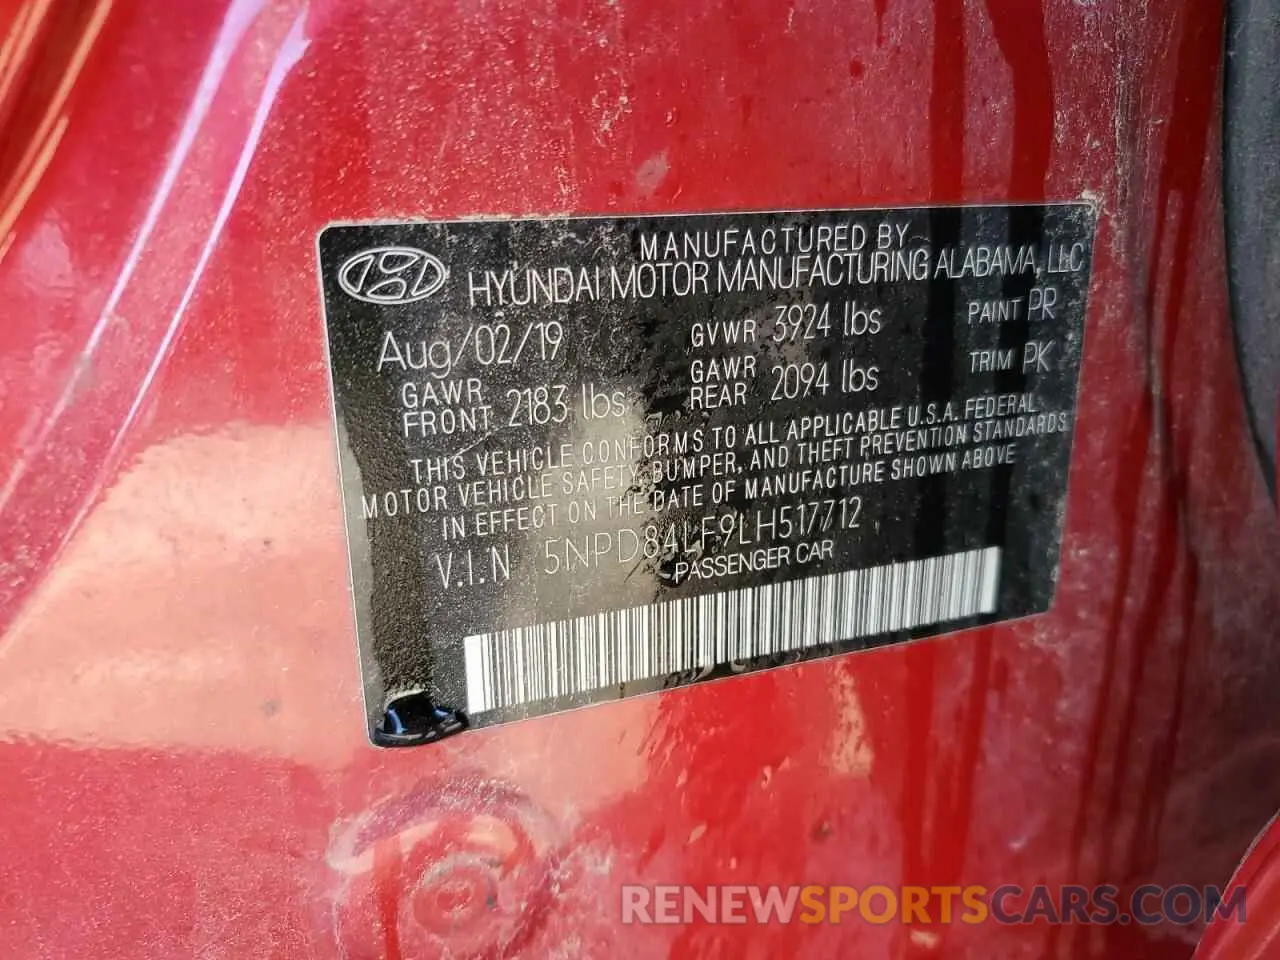 MANUFACTURED BY
HYUNDAI MOTOR MANUFACTURING ALABAMA, LLC
Aug/02/19 GVWR 3924 lbs PAINT PR
GAWR FRONT 2183 lbs GAWR REAR 2094 lbs TRIM PK
THIS VEHICLE CONFORMS TO ALL APPLICABLE U.S.A. FEDERAL
MOTOR VEHICLE SAFETY, BUMPER, AND THEFT PREVENTION STANDARDS
IN EFFECT ON THE DATE OF MANUFACTURE SHOWN ABOVE
V.I.N 5NPD84LF9LH517712
PASSENGER CAR
RENEWSPORTSCARS.COM